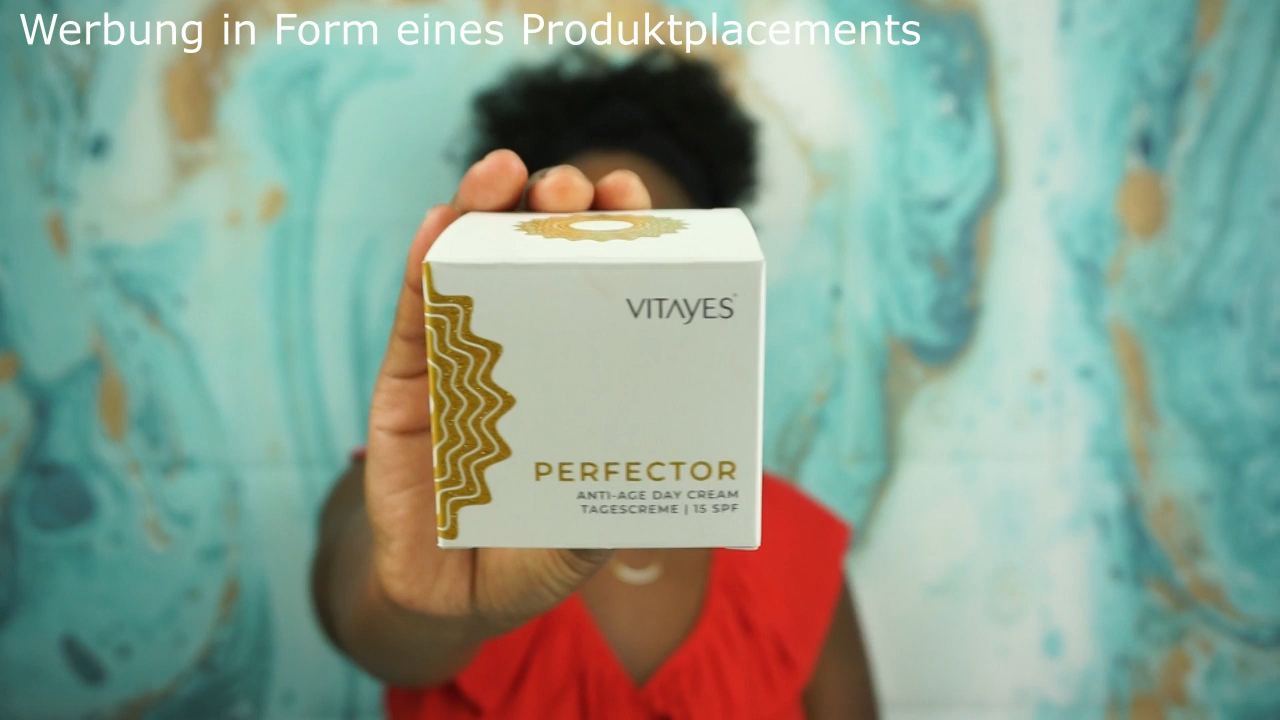 Werbung in Form eines Produktplacements
VITAYES
PERFECTOR
ANTI-AGE DAY CREAM
TAGESCREME | 15 SPF